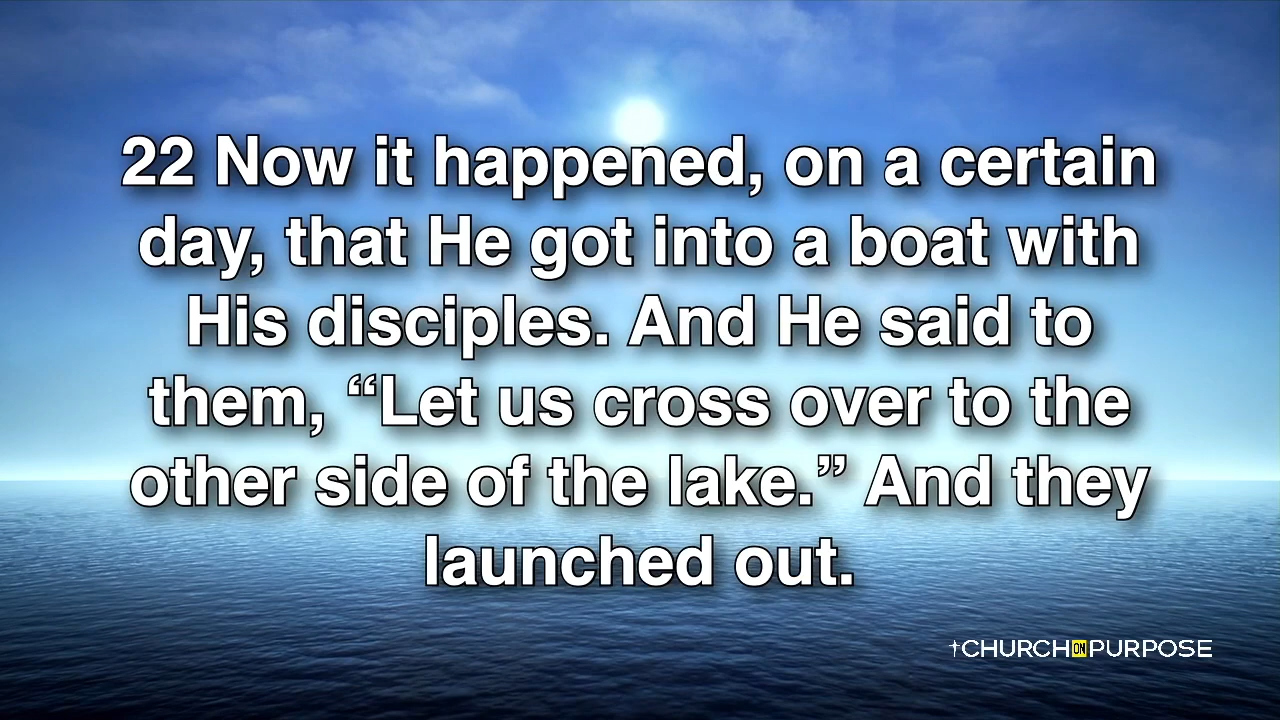 22 Now it happened, on a certain
day, that He got into a boat with
His disciples. And He said to
them, “Let us cross over to the
other side of the lake.” And they
launched out.
CHURCH ON PURPOSE